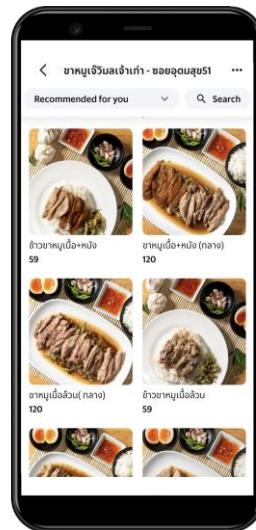 ขาหมูเจ๊วิมลเจ้าเก่า - ซอยอุดมสุข51
Recommended for you
Search
ข้าวขาหมูเนื้อ+หนัง
59
ขาหมูเนื้อ+หนัง (กลาง)
120
ขาหมูเนื้อล้วน( กลาง)
120
ข้าวขาหมูเนื้อล้วน
59